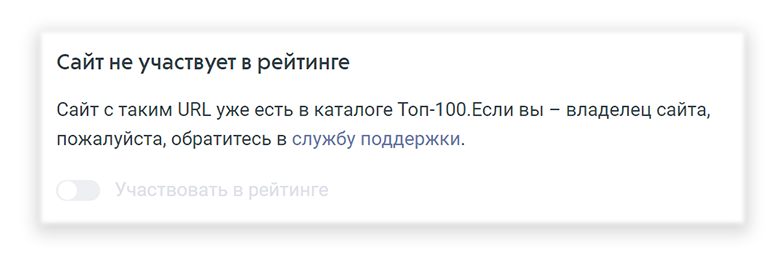 Сайт не участвует в рейтинге
Сайт с таким URL уже есть в каталоге Топ-100.Если вы – владелец сайта,
пожалуйста, обратитесь в службу поддержки.
Участвовать в рейтинге